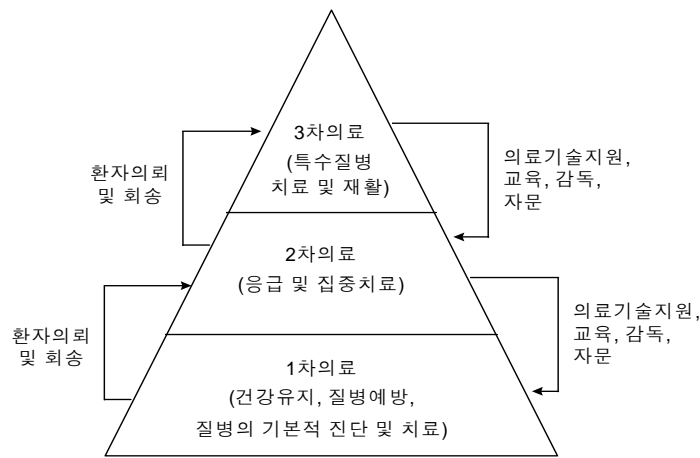 3차의료
(특수질병
치료 및 재활)
환자의뢰
및 회송
의료기술지원,
교육, 감독,
자문
2차의료
(응급 및 집중치료)
환자의뢰
및 회송
의료기술지원,
교육, 감독,
자문
1차의료
(건강유지, 질병예방,
질병의 기본적 진단 및 치료)